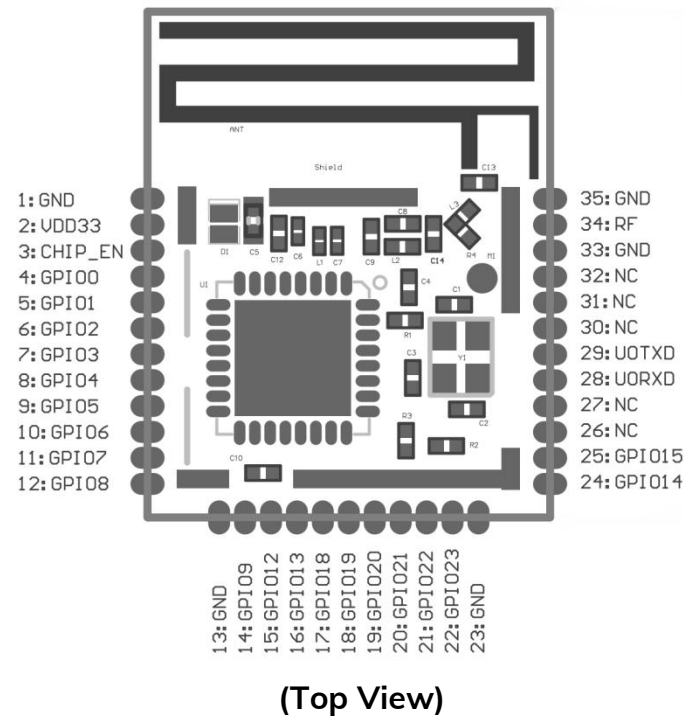 ANT
Shield
C13
1: GND
2: VDD33
3: CHIP_EN
4: GPIO0
5: GPIO1
6: GPIO2
7: GPIO3
8: GPIO4
9: GPIO5
10: GPIO6
11: GPIO7
12: GPIO8
35: GND
34: RF
33: GND
32: NC
31: NC
30: NC
29: U0TXD
28: U0RXD
27: NC
26: NC
25: GPIO15
24: GPIO14
D1
C5
C12
C6
L1
C7
C9
C8
L2
C14
L3
R4
M1
U1
C4
C1
R1
Y1
C3
C2
R3
R2
C10
13: GND
14: GPIO9
15: GPIO12
16: GPIO13
17: GPIO18
18: GPIO19
19: GPIO20
20: GPIO21
21: GPIO22
22: GPIO23
23: GND
(Top View)